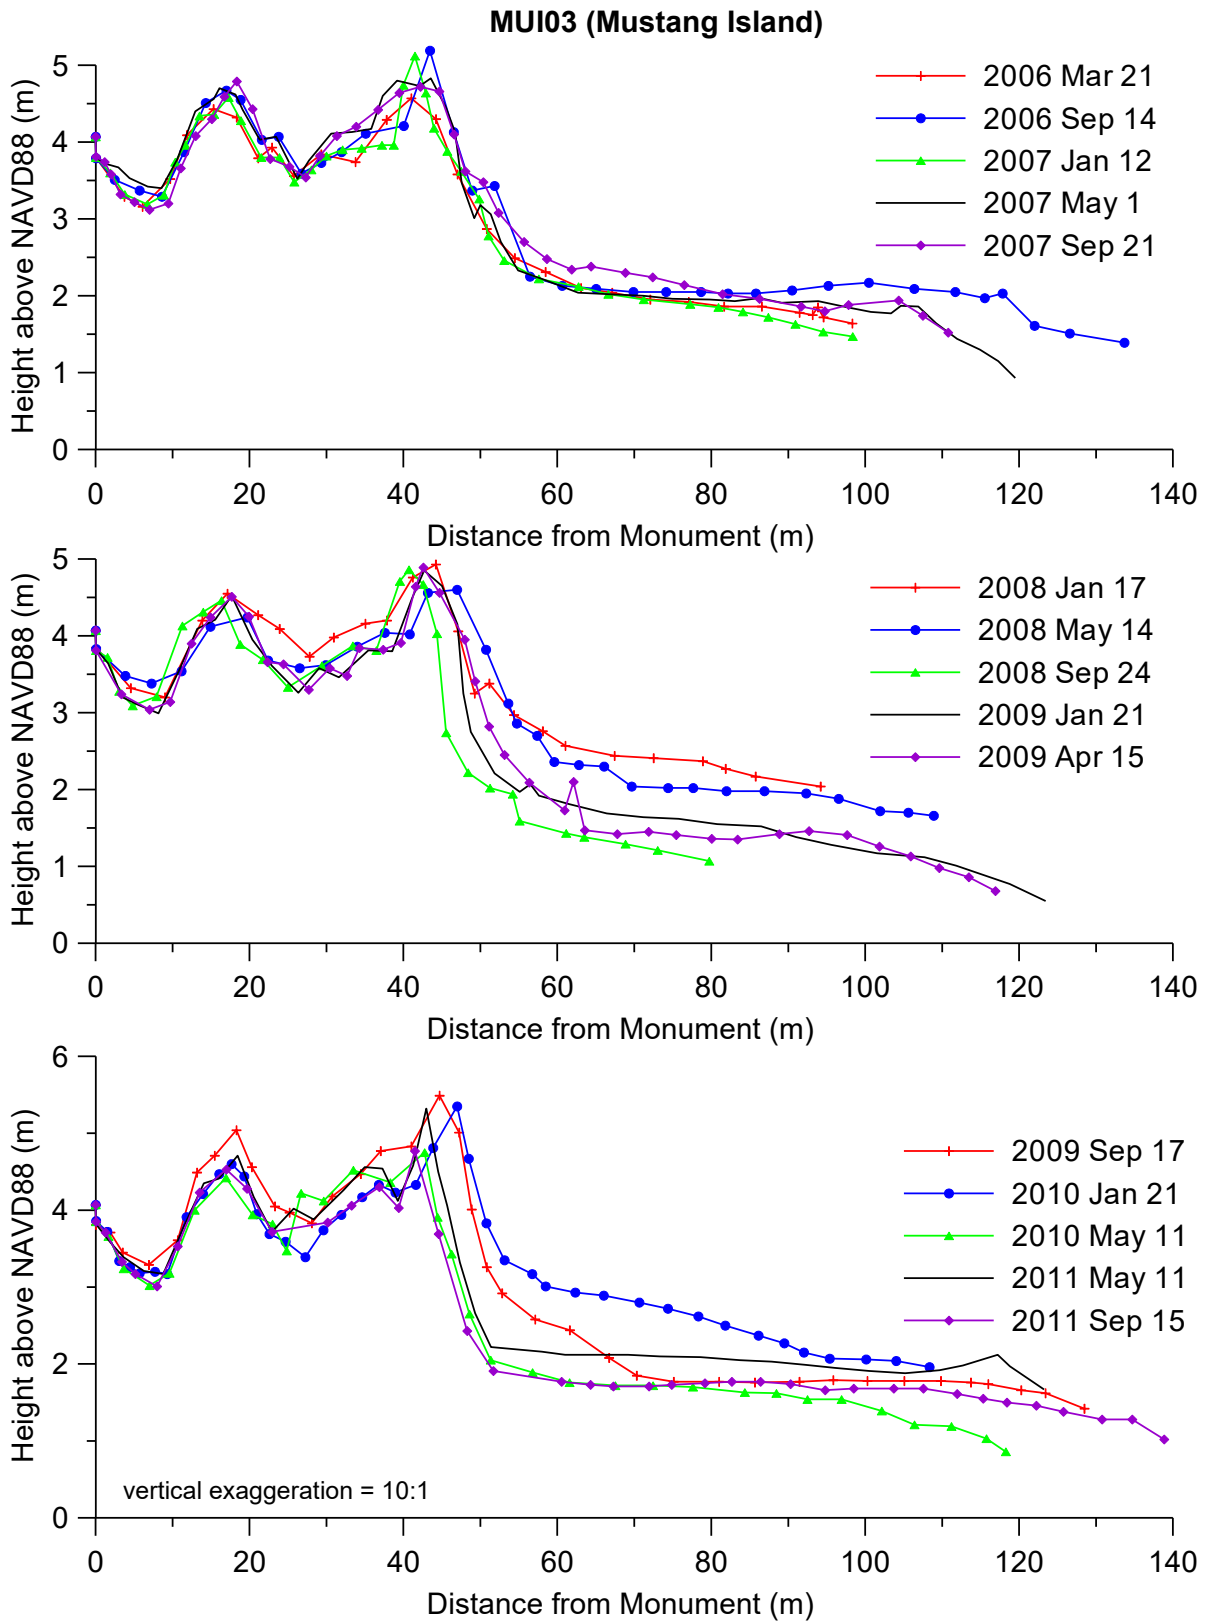 MUI03 (Mustang Island)
Height above NAVD88 (m)
5
4
3
2
1
0
0 20 40 60 80 100 120 140
Distance from Monument (m)
2006 Mar 21
2006 Sep 14
2007 Jan 12
2007 May 1
2007 Sep 21
Height above NAVD88 (m)
5
4
3
2
1
0
0 20 40 60 80 100 120 140
Distance from Monument (m)
2008 Jan 17
2008 May 14
2008 Sep 24
2009 Jan 21
2009 Apr 15
Height above NAVD88 (m)
6
4
2
0
0 20 40 60 80 100 120 140
Distance from Monument (m)
2009 Sep 17
2010 Jan 21
2010 May 11
2011 May 11
2011 Sep 15
vertical exaggeration = 10:1